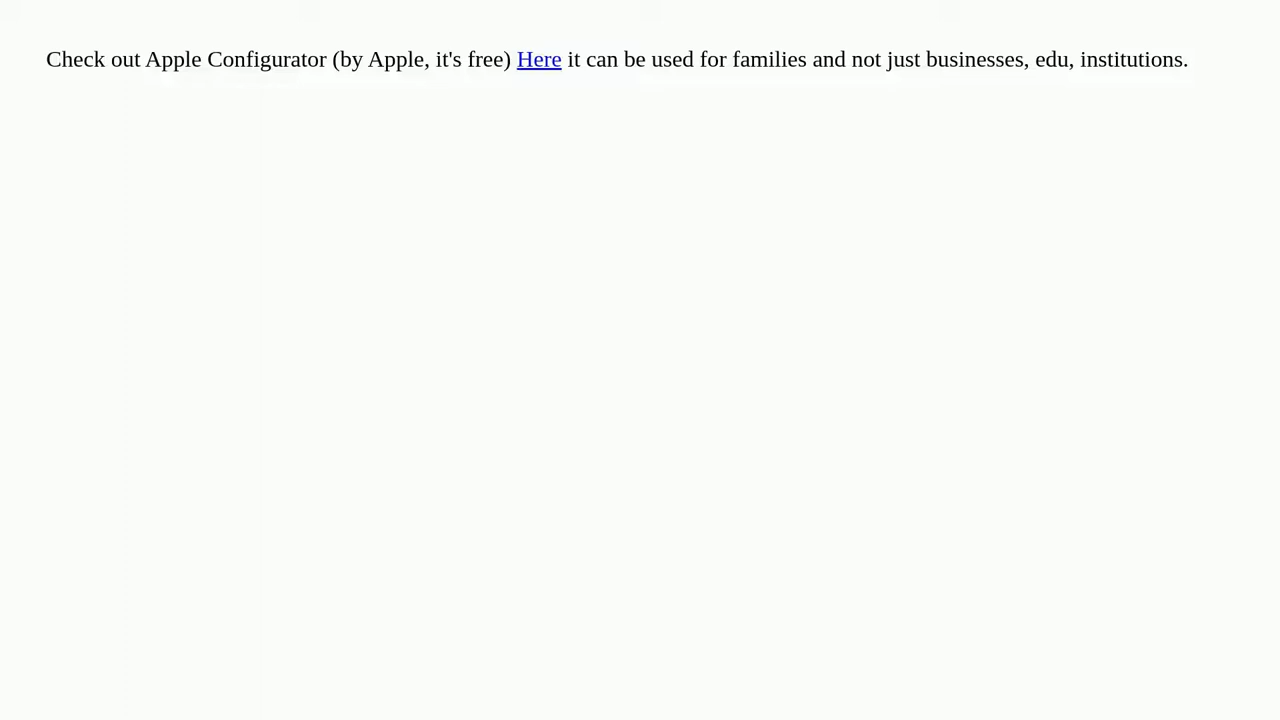 Check out Apple Configurator (by Apple, it's free) Here it can be used for families and not just businesses, edu, institutions.